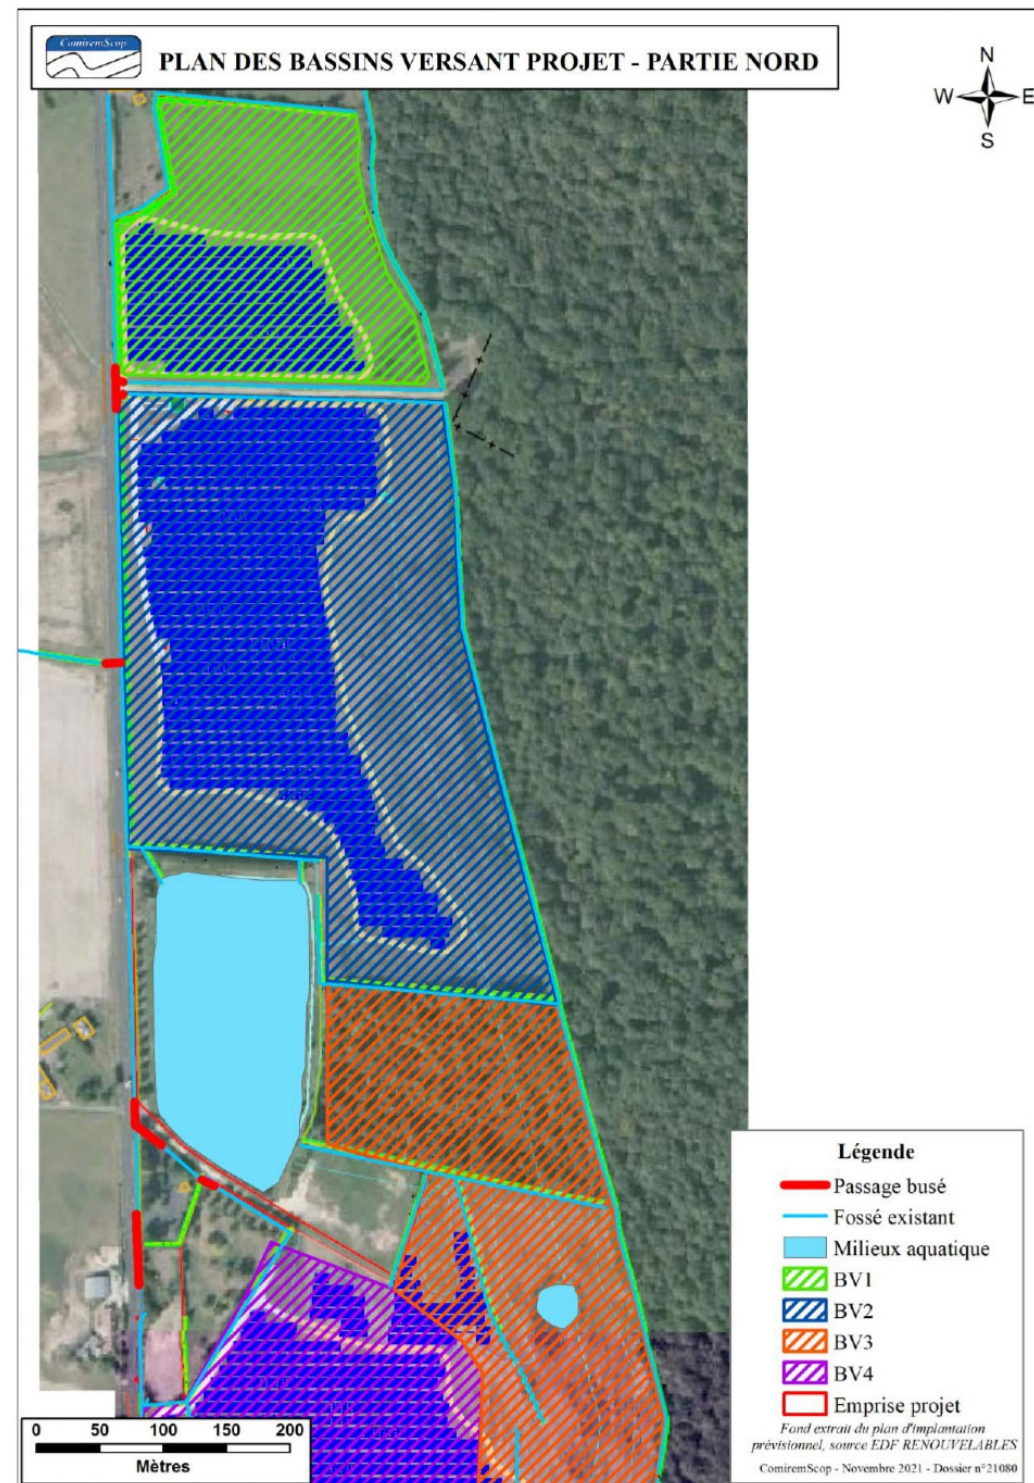 ComiremScop
PLAN DES BASSINS VERSANT PROJET - PARTIE NORD
N
W E
S
Légende
Passage busé
Fossé existant
Milieux aquatique
BV1
BV2
BV3
BV4
Emprise projet
Fond extrait du plan d'implantation
prévisionnel, source EDF RENOUVELABLES
ComiremScop - Novembre 2021 - Dossier n°21080
0 50 100 150 200
Mètres